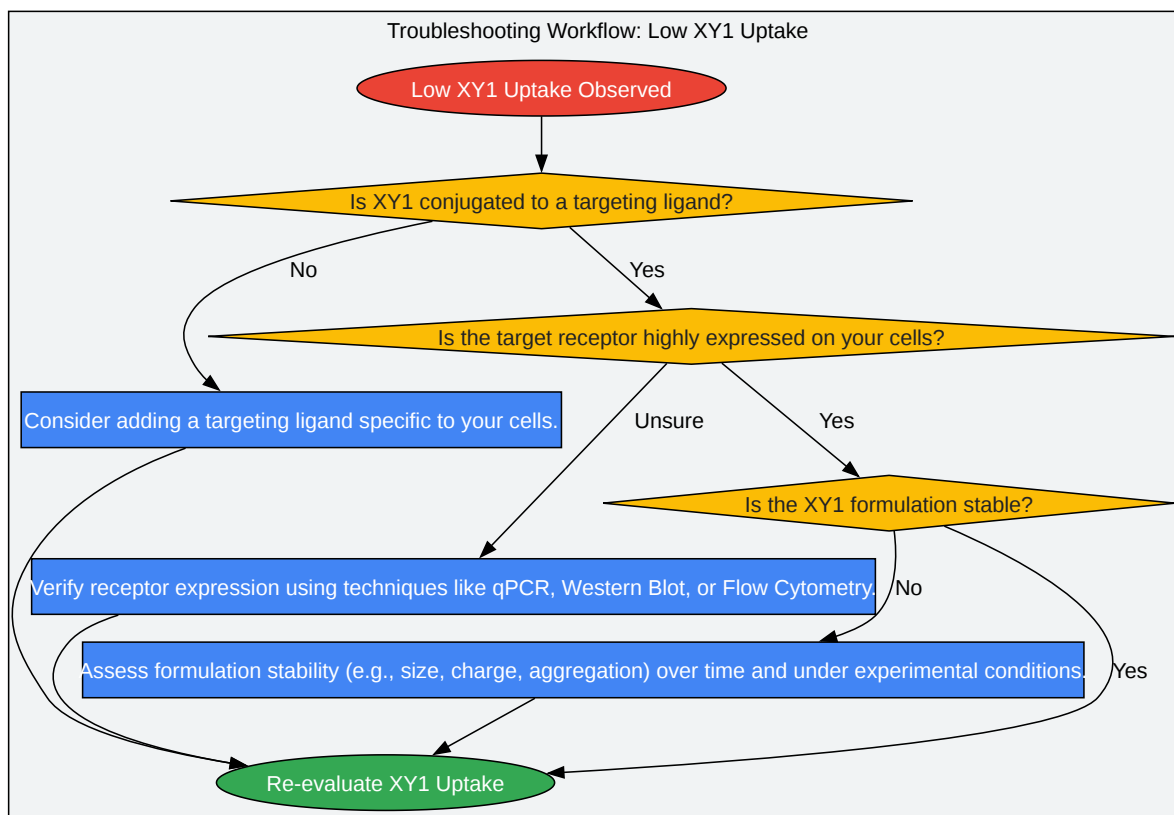 Troubleshooting Workflow: Low XY1 Uptake
Low XY1 Uptake Observed
Is XY1 conjugated to a targeting ligand?
No
Yes
Is the target receptor highly expressed on your cells?
Consider adding a targeting ligand specific to your cells.
Unsure
Yes
Is the XY1 formulation stable?
Verify receptor expression using techniques like qPCR, Western Blot, or Flow Cytometry.
No
Assess formulation stability (e.g., size, charge, aggregation) over time and under experimental conditions.
Yes
Re-evaluate XY1 Uptake